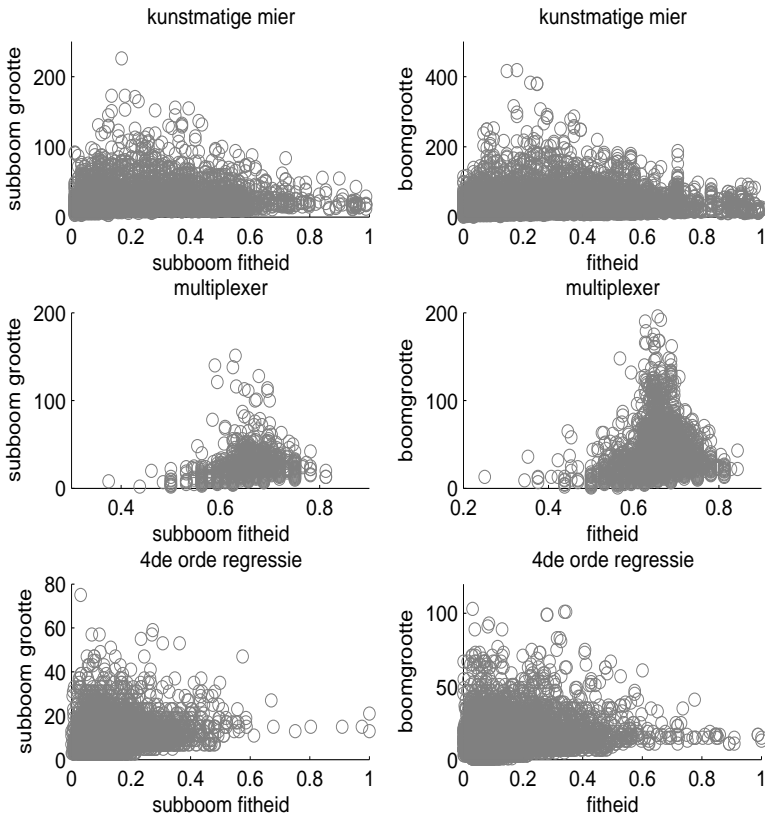 kunstmatige mier
subboom grootte
200
100
0
0 0.2 0.4 0.6 0.8 1
subboom fitheid
kunstmatige mier
boomgrootte
400
200
0
0 0.2 0.4 0.6 0.8 1
fitheid
multiplexer
subboom grootte
200
100
0
0.4 0.6 0.8
subboom fitheid
multiplexer
boomgrootte
200
100
0
0.2 0.4 0.6 0.8
fitheid
4de orde regressie
subboom grootte
80
60
40
20
0
0 0.2 0.4 0.6 0.8 1
subboom fitheid
4de orde regressie
boomgrootte
100
50
0
0 0.2 0.4 0.6 0.8 1
fitheid